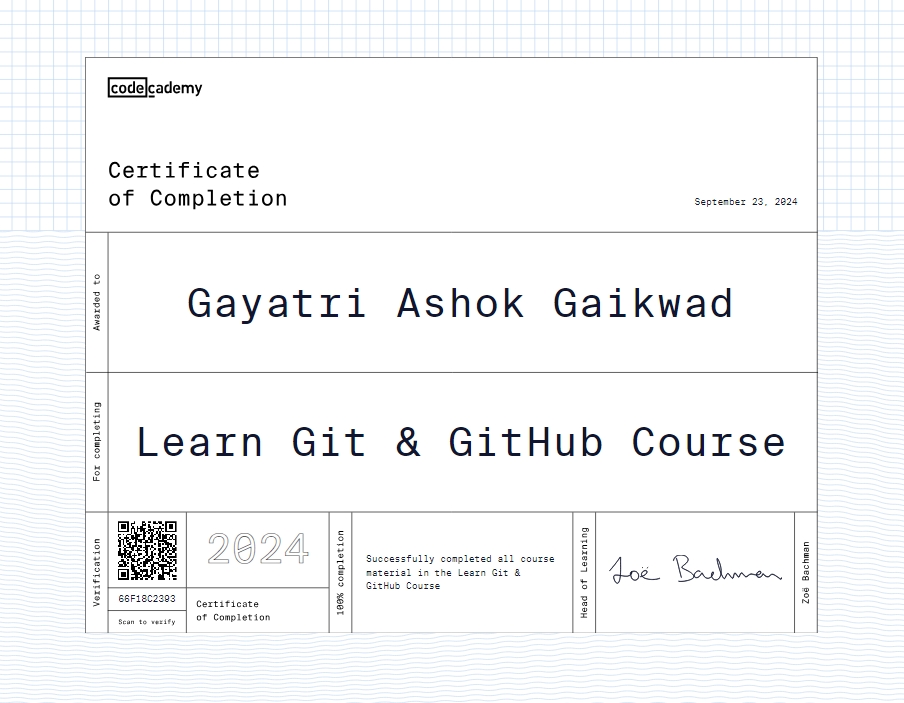 codecademy
Certificate
of Completion
September 23, 2024
Awarded to
Gayatri Ashok Gaikwad
For completing
Learn Git & GitHub Course
Verification
66F18C2393
Scan to verify
2024
Certificate
of Completion
100% completion
Successfully completed all course
material in the Learn Git &
GitHub Course
Head of Learning
Zoë Bachman
Zoë Bachman